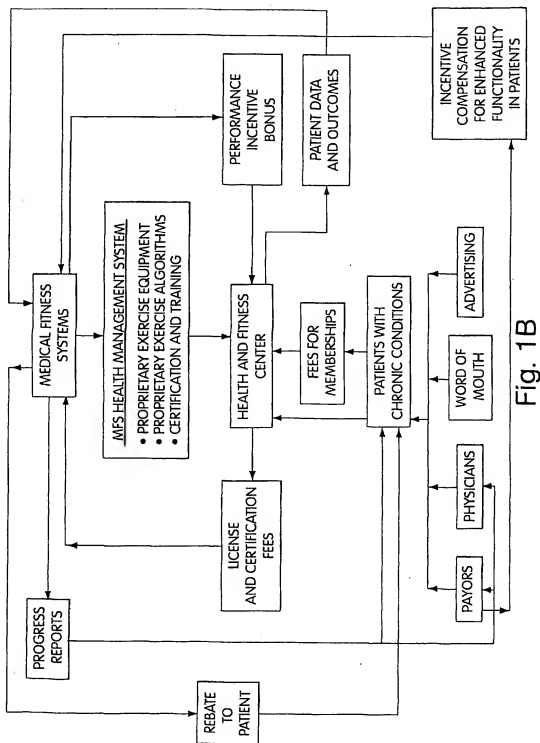 MEDICAL FITNESS
SYSTEMS
PROGRESS
REPORTS
MFS HEALTH MANAGEMENT SYSTEM
• PROPRIETARY EXERCISE EQUIPMENT
• PROPRIETARY EXERCISE ALGORITHMS
• CERTIFICATION AND TRAINING
PERFORMANCE
INCENTIVE
BONUS
REBATE
TO
PATIENT
LICENSE
AND CERTIFICATION
FEES
HEALTH AND FITNESS
CENTER
PATIENT DATA
AND OUTCOMES
FEES FOR
MEMBERSHIPS
PATIENTS WITH
CHRONIC CONDITIONS
PAYORS
PHYSICIANS
WORD OF
MOUTH
ADVERTISING
INCENTIVE
COMPENSATION
FOR ENHANCED
FUNCTIONALITY
IN PATIENTS
Fig. 1B